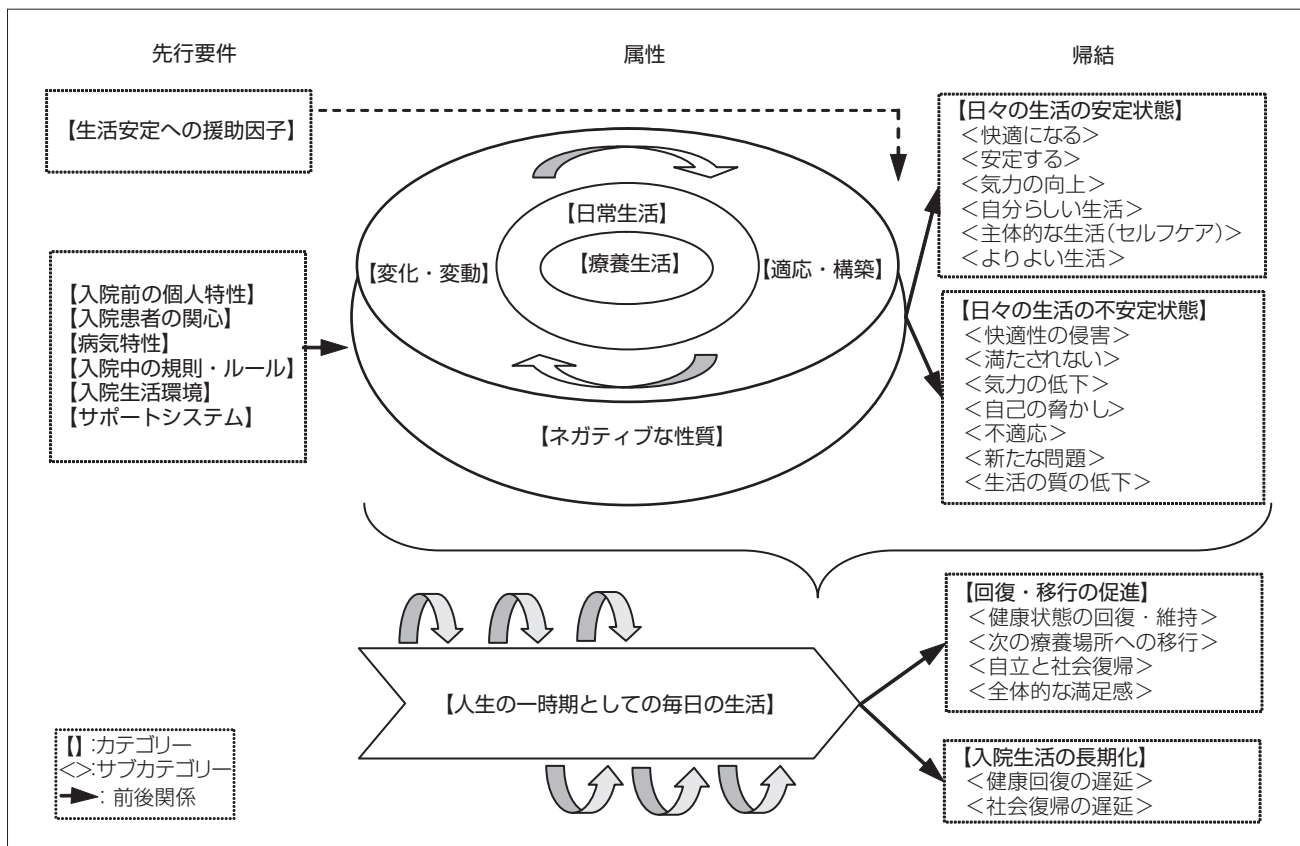 先行要件
属性
帰結
【生活安定への援助因子】
【入院前の個人特性】
【入院患者の関心】
【病気特性】
【入院中の規則・ルール】
【入院生活環境】
【サポートシステム】
【日常生活】
【療養生活】
【変化・変動】
【適応・構築】
【ネガティブな性質】
【日々の生活の安定状態】
<快適になる>
<安定する>
<気力の向上>
<自分らしい生活>
<主体的な生活(セルフケア)>
<よりよい生活>
【日々の生活の不安定状態】
<快適性の侵害>
<満たされない>
<気力の低下>
<自己の脅かし>
<不適応>
<新たな問題>
<生活の質の低下>
【人生の一時期としての毎日の生活】
【回復・移行の促進】
<健康状態の回復・維持>
<次の療養場所への移行>
<自立と社会復帰>
<全体的な満足感>
【入院生活の長期化】
<健康回復の遅延>
<社会復帰の遅延>
【】:カテゴリー
<>:サブカテゴリー
: 前後関係